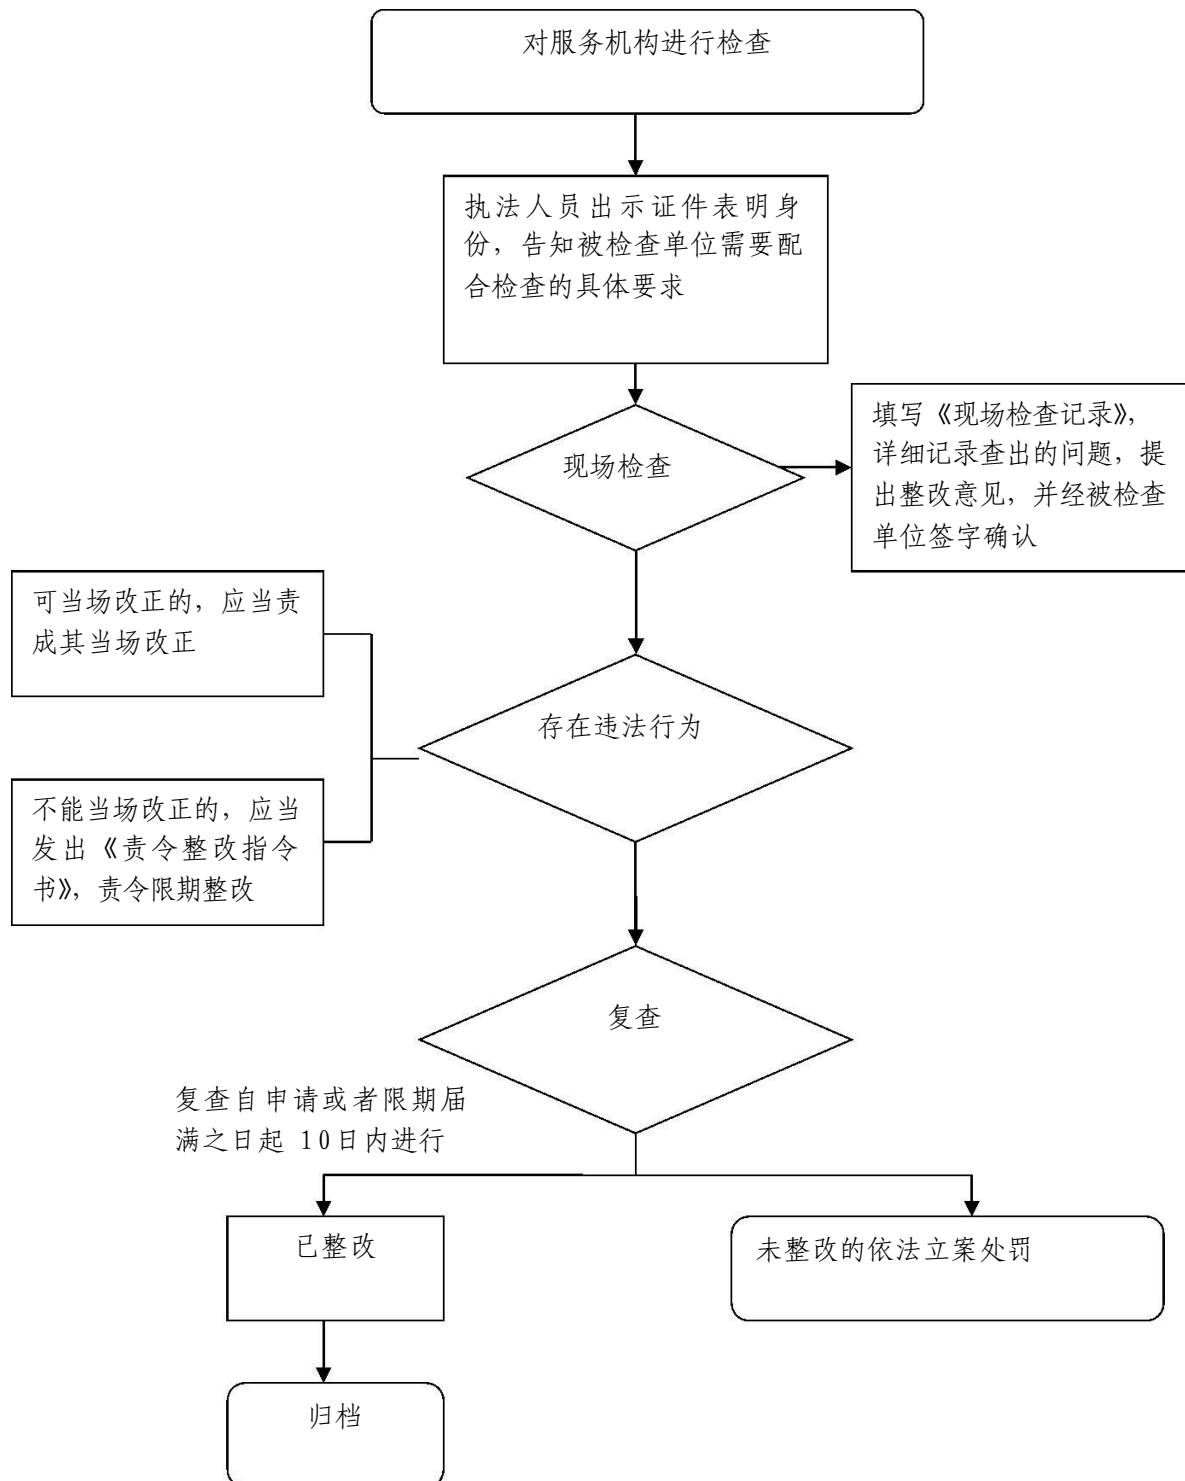 对服务机构进行检查
执法人员出示证件表明身
份，告知被检查单位需要配
合检查的具体要求
现场检查
填写《现场检查记录》，
详细记录查出的问题，提
出整改意见，并经被检查
单位签字确认
可当场改正的，应当责
成其当场改正
存在违法行为
不能当场改正的，应当
发出《责令整改指令
书》，责令限期整改
复查
复查自申请或者限期届
满之日起 10日内进行
已整改
未整改的依法立案处罚
归档